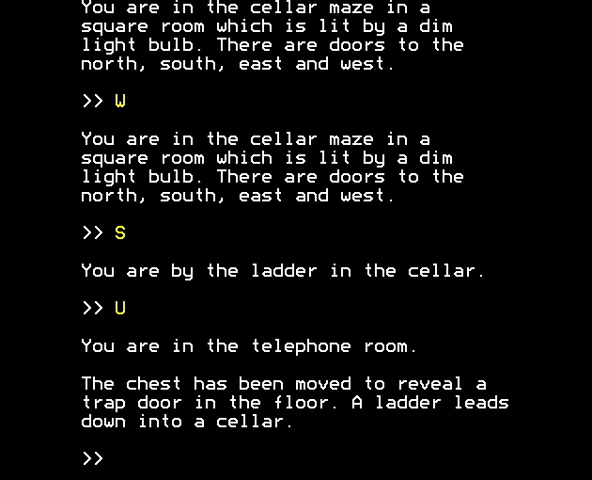 You are in the cellar maze in a
square room which is lit by a dim
light bulb. There are doors to the
north, south, east and west.
>> W
You are in the cellar maze in a
square room which is lit by a dim
light bulb. There are doors to the
north, south, east and west.
>> S
You are by the ladder in the cellar.
>> U
You are in the telephone room.
The chest has been moved to reveal a
trap door in the floor. A ladder leads
down into a cellar.
>>